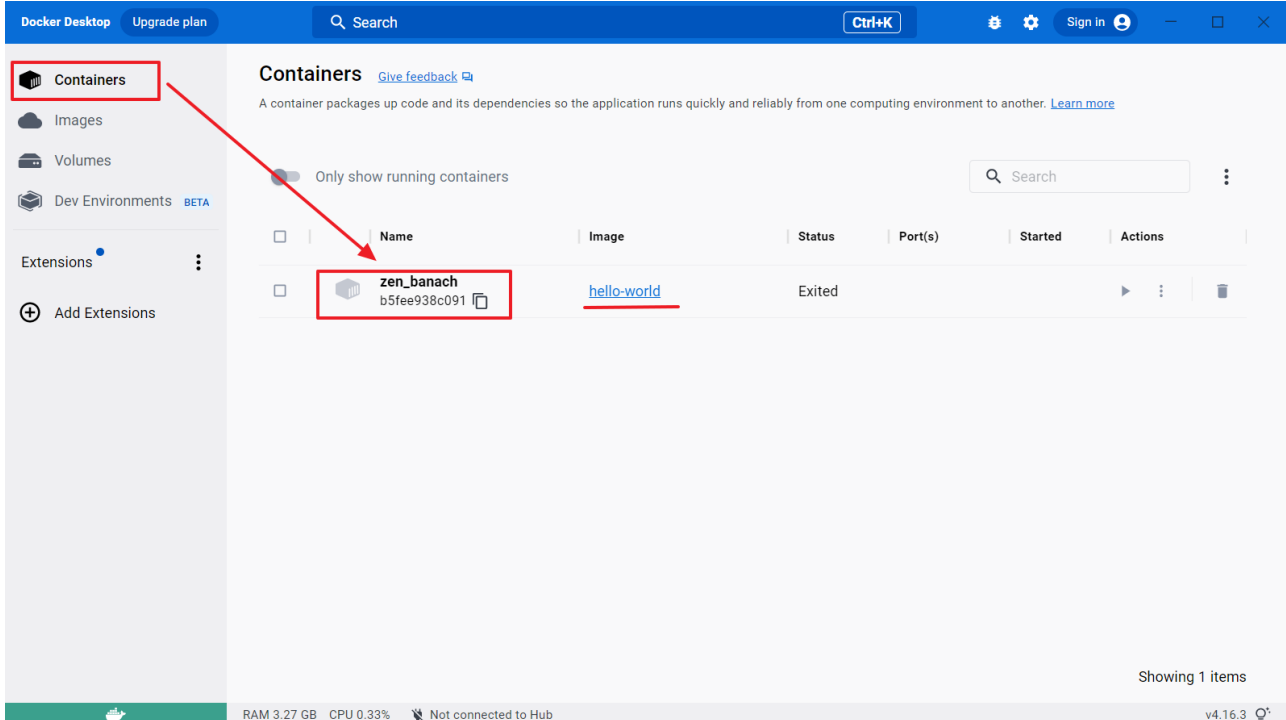 Docker Desktop Upgrade plan Search Ctrl+K Sign in
Containers
Images
Volumes
Dev Environments BETA
Extensions
Add Extensions
Containers Give feedback
A container packages up code and its dependencies so the application runs quickly and reliably from one computing environment to another. Learn more
Only show running containers Search
Name Image Status Port(s) Started Actions
zen_banach
b5fee938c091 hello-world Exited
Showing 1 items
RAM 3.27 GB CPU 0.33% Not connected to Hub v4.16.3